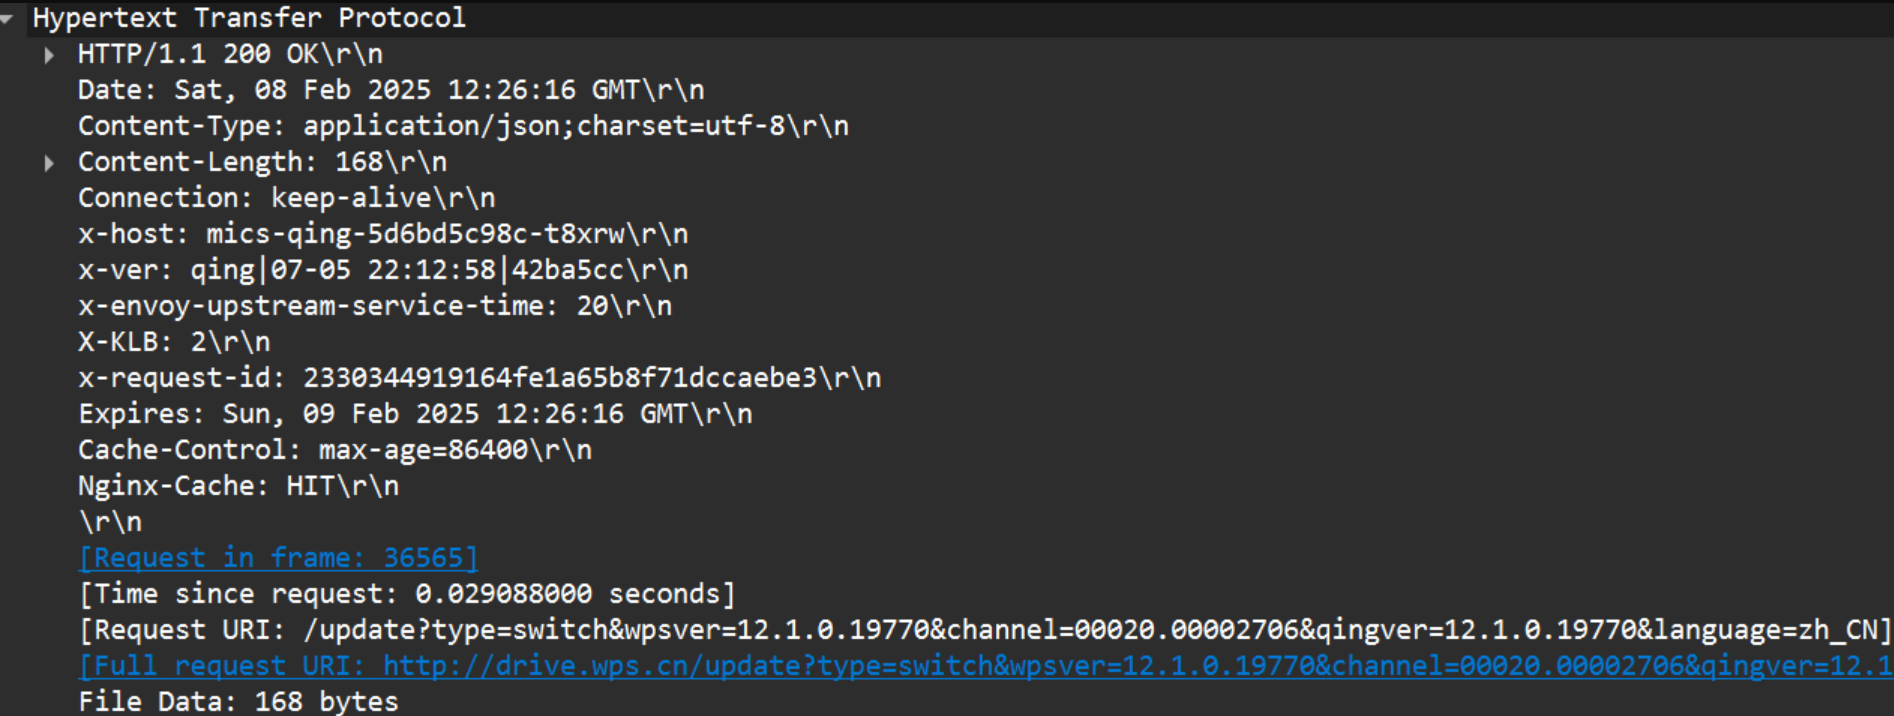 Hypertext Transfer Protocol
HTTP/1.1 200 OK\r\n
Date: Sat, 08 Feb 2025 12:26:16 GMT\r\n
Content-Type: application/json;charset=utf-8\r\n
Content-Length: 168\r\n
Connection: keep-alive\r\n
x-host: mics-qing-5d6bd5c98c-t8xrw\r\n
x-ver: qing|07-05 22:12:58|42ba5cc\r\n
x-envoy-upstream-service-time: 20\r\n
X-KLB: 2\r\n
x-request-id: 2330344919164fe1a65b8f71dccaebe3\r\n
Expires: Sun, 09 Feb 2025 12:26:16 GMT\r\n
Cache-Control: max-age=86400\r\n
Nginx-Cache: HIT\r\n
\r\n
[Request in frame: 36565]
[Time since request: 0.029088000 seconds]
[Request URI: /update?type=switch&wpsver=12.1.0.19770&channel=00020.00002706&qingver=12.1.0.19770&language=zh_CN]
[Full request URI: http://drive.wps.cn/update?type=switch&wpsver=12.1.0.19770&channel=00020.00002706&qingver=12.1
File Data: 168 bytes